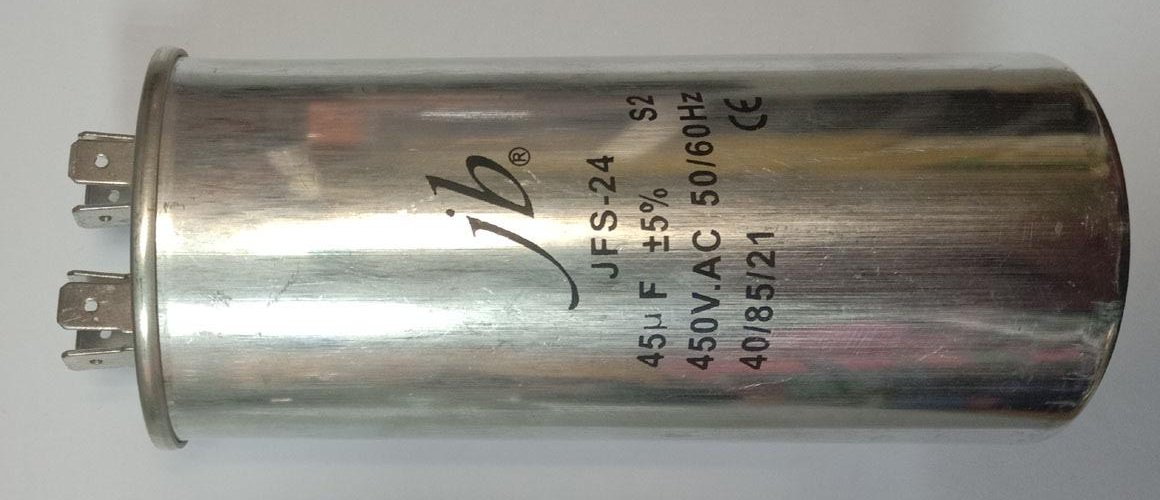 jb®
JFS-24
45μF ±5% S2
450V.AC 50/60Hz
40/85/21 CE